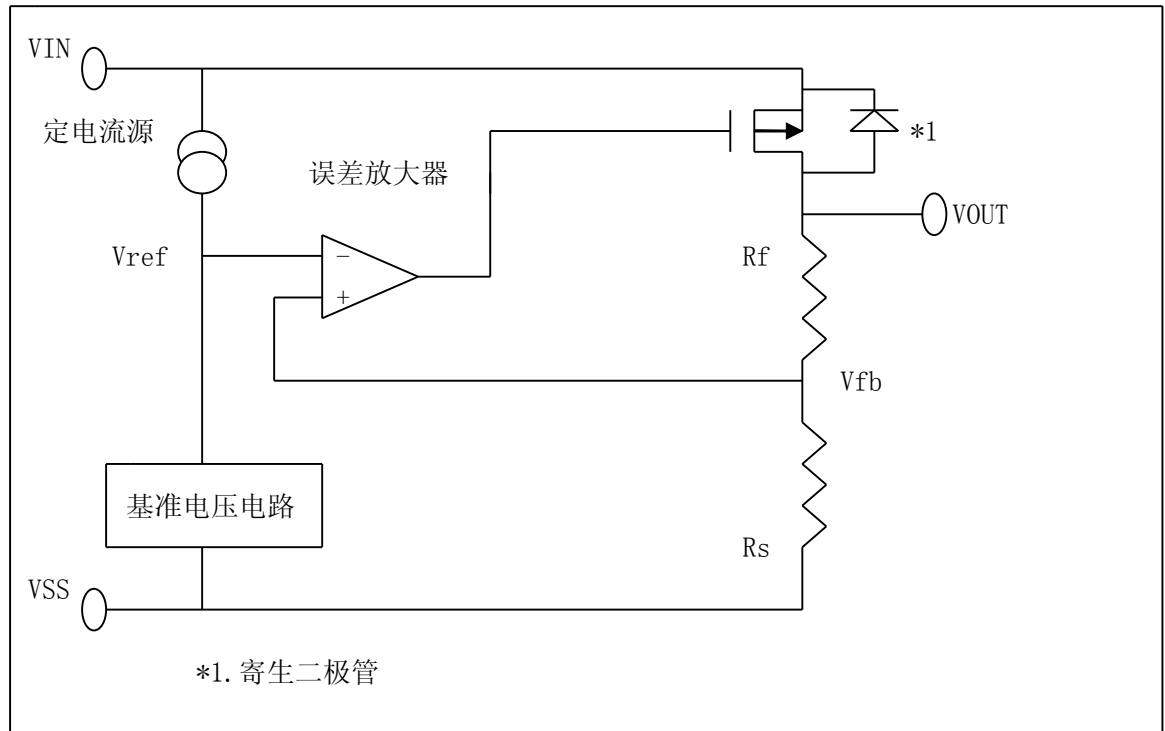 VIN
定电流源
*1
误差放大器
VOUT
Vref
−
Rf
+
Vfb
基准电压电路
Rs
VSS
*1.寄生二极管